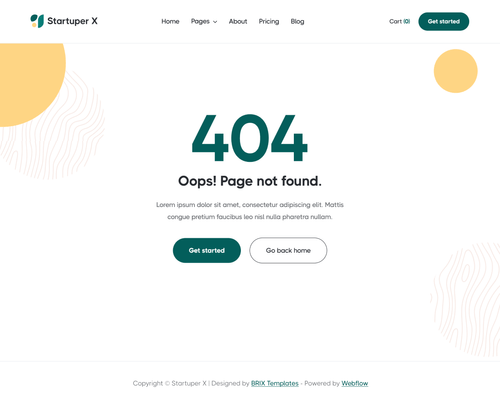 Startuper X
Home Pages About Pricing Blog
Cart (0) Get started
404
Oops! Page not found.
Lorem ipsum dolor sit amet, consectetur adipiscing elit. Mattis
congue pretium faucibus leo nisl nulla pharetra nullam.
Get started Go back home
Copyright © Startuper X | Designed by BRIX Templates - Powered by Webflow